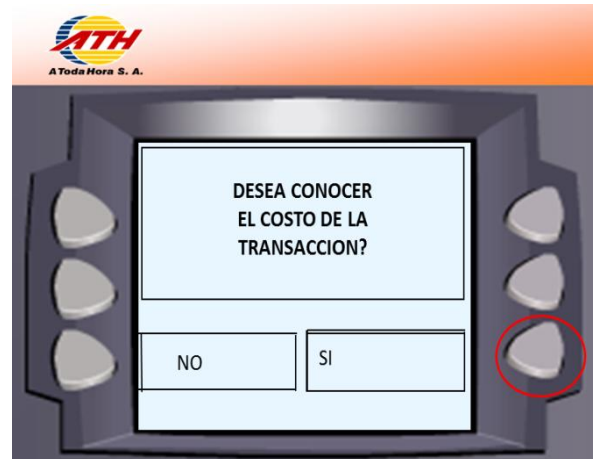 ATH
A Toda Hora S. A.
DESEA CONOCER
EL COSTO DE LA
TRANSACCION?
NO
SI